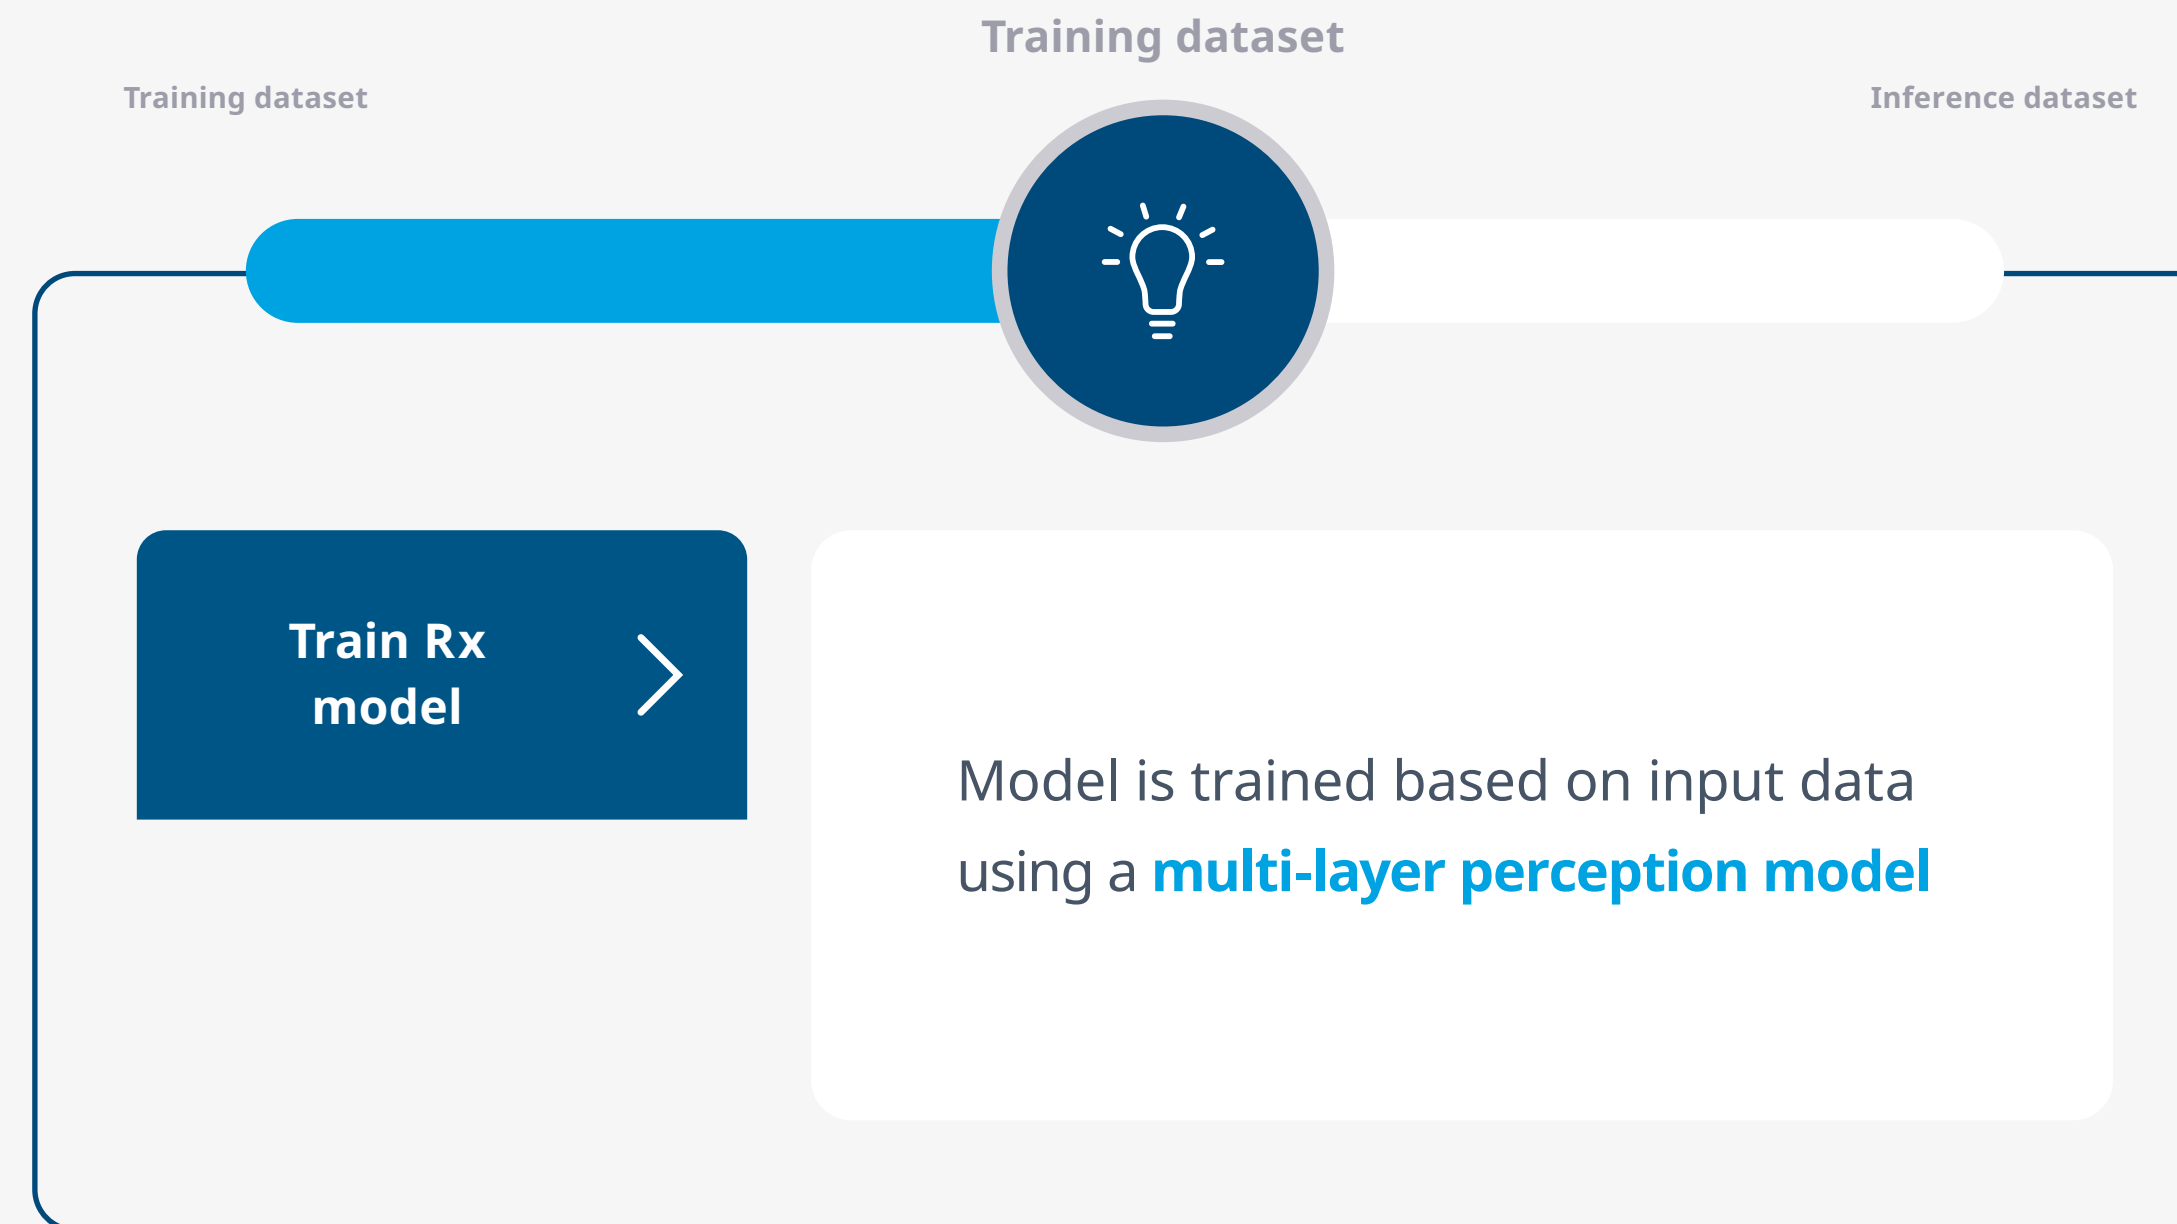 Training dataset
Training dataset
Inference dataset
Train Rx
model
Model is trained based on input data
using a multi-layer perception model